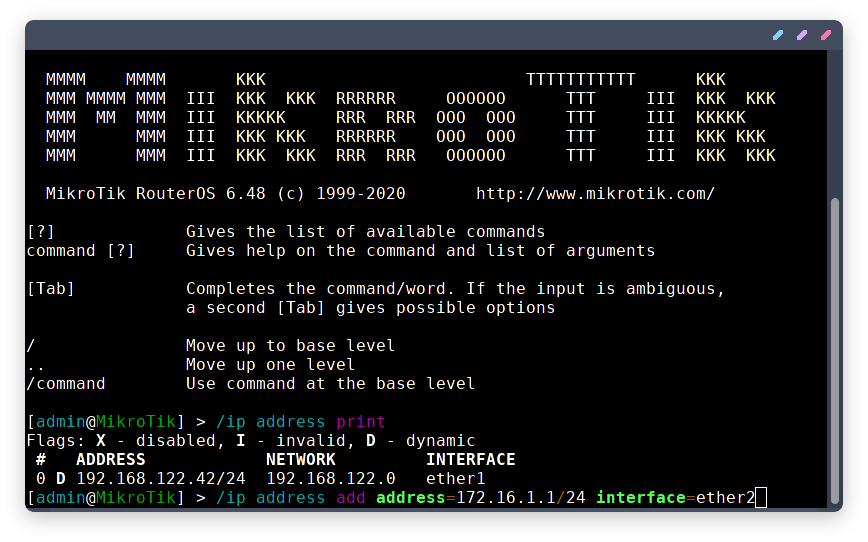 MMMM    MMMM       KKK                          TTTTTTTTTTT      KKK
  MMM MMMM MMM  III  KKK  KKK  RRRRRR     OOOOOO      TTT     III  KKK  KKK
  MMM  MM  MMM  III  KKKKK     RRR  RRR  OOO  OOO     TTT     III  KKKKK
  MMM      MMM  III  KKK KKK   RRRRRR    OOO  OOO     TTT     III  KKK KKK
  MMM      MMM  III  KKK  KKK  RRR  RRR   OOOOOO      TTT     III  KKK  KKK
  MikroTik RouterOS 6.48 (c) 1999-2020       http://www.mikrotik.com/
[?]             Gives the list of available commands
command [?]     Gives help on the command and list of arguments
[Tab]           Completes the command/word. If the input is ambiguous,
                a second [Tab] gives possible options
/               Move up to base level
..              Move up one level
/command        Use command at the base level
[admin@MikroTik] > /ip address print
Flags: X - disabled, I - invalid, D - dynamic
 #   ADDRESS            NETWORK         INTERFACE
 0 D 192.168.122.42/24  192.168.122.0   ether1
[admin@MikroTik] > /ip address add address=172.16.1.1/24 interface=ether2